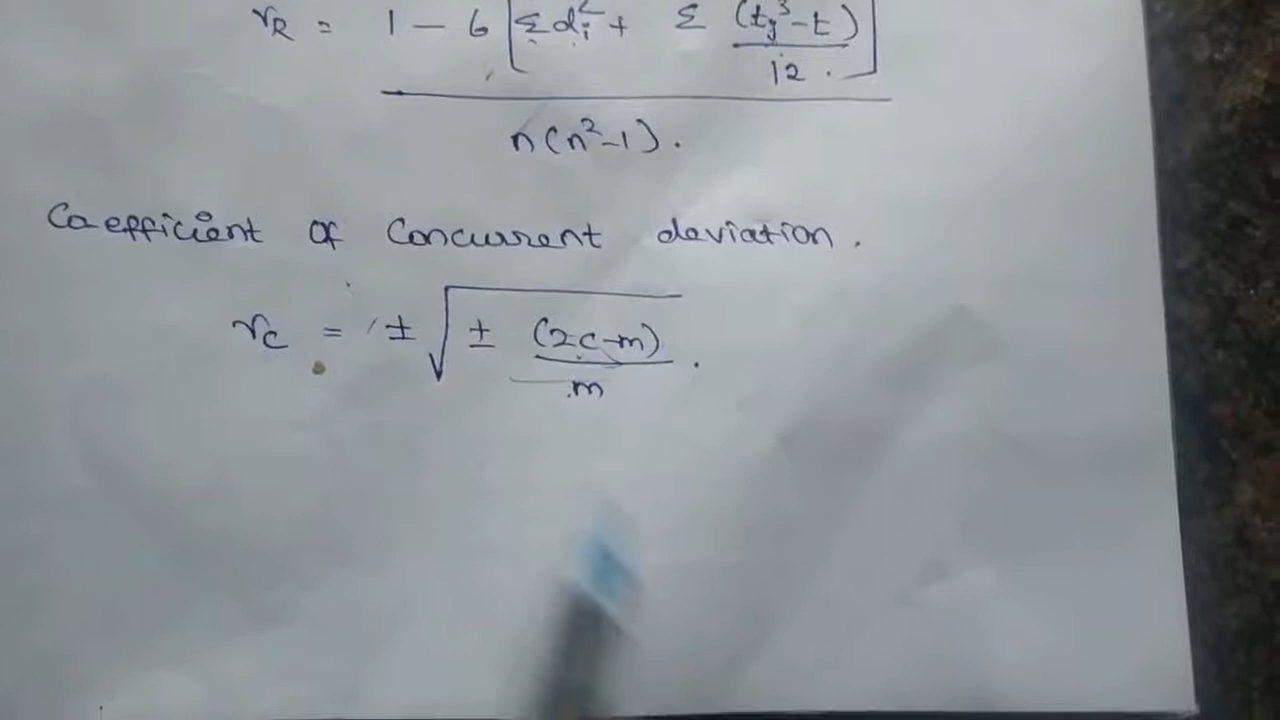 r_R = 1 - 6 [Σd_i² + Σ (t_j³-t)/12.]
n(n²-1).
Coefficient of Concurrent deviation.
r_c = ± √ ± (2c-m)/m .